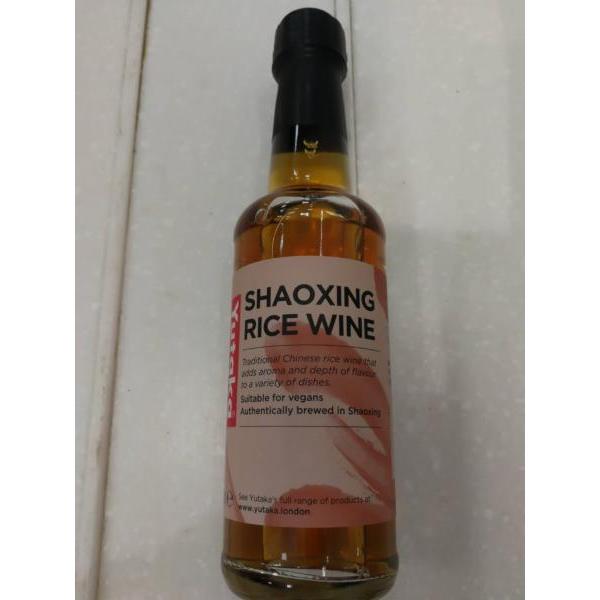 Yutaka
SHAOXING
RICE WINE
Traditional Chinese rice wine that
adds aroma and depth of flavour
to a variety of dishes.
Suitable for vegans
Authentically brewed in Shaoxing
See Yutaka's full range of products at
www.yutaka.london